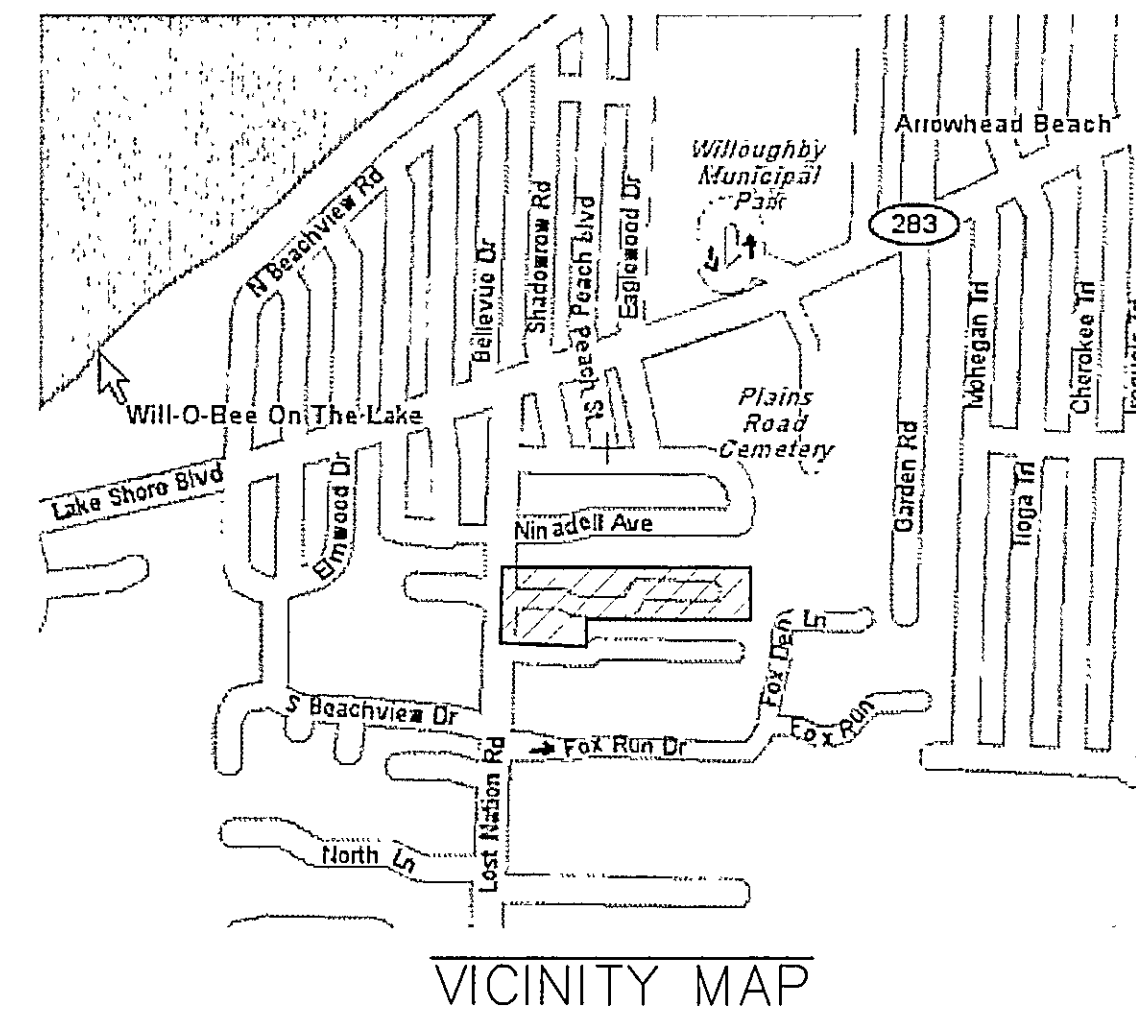 Arrowhead Beach
Willoughby
Municipal
Park
283
N Beachview Rd
Bellevue Dr
Shadowrow Rd
Peach Blvd
Eaglewood Dr
Peach St
Mohegan Trl
Cherokee Trl
Iroquois Trl
Will-O-Bee On The Lake
Plains
Road
Cemetery
Lake Shore Blvd
Elmwood Dr
Garden Rd
Tioga Trl
Ninadell Ave
Fox Den Ln
S Beachview Dr
Fox Run Dr
Fox Run
Lost Nation Rd
North Ln
VICINITY MAP